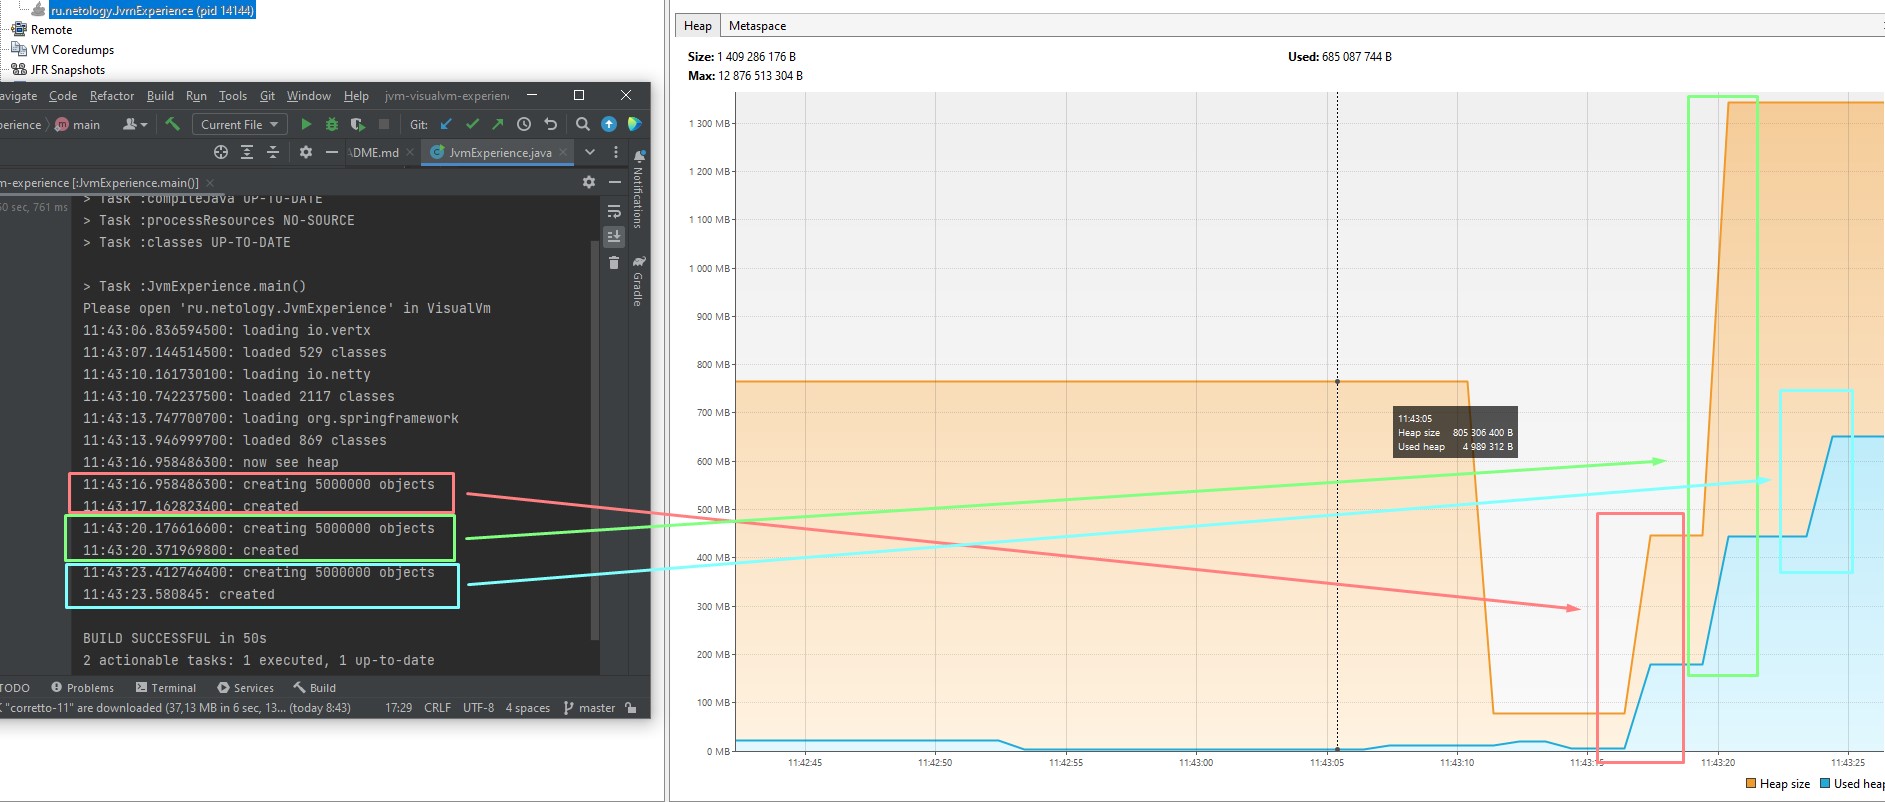 ru.netology.JvmExperience (pid 14144)
Remote
VM Coredumps
JFR Snapshots
avigate Code Refactor Build Run Tools Git Window Help jvm-visualvm-experien
erience main Current File Git:
DME.md JvmExperience.java
m-experience [:JvmExperience.main()]
60 sec, 761 ms
> Task :compileJava UP-TO-DATE
> Task :processResources NO-SOURCE
> Task :classes UP-TO-DATE
> Task :JvmExperience.main()
Please open 'ru.netology.JvmExperience' in VisualVm
11:43:06.836594500: loading io.vertx
11:43:07.144514500: loaded 529 classes
11:43:10.161730100: loading io.netty
11:43:10.742237500: loaded 2117 classes
11:43:13.747700700: loading org.springframework
11:43:13.946999700: loaded 869 classes
11:43:16.958486300: now see heap
11:43:16.958486300: creating 5000000 objects
11:43:17.162823400: created
11:43:20.176616600: creating 5000000 objects
11:43:20.371969800: created
11:43:23.412746400: creating 5000000 objects
11:43:23.580845: created
BUILD SUCCESSFUL in 50s
2 actionable tasks: 1 executed, 1 up-to-date
Notifications
Gradle
TODO Problems Terminal Services Build
K "corretto-11" are downloaded (37,13 MB in 6 sec, 13... (today 8:43) 17:29 CRLF UTF-8 4 spaces master
Heap Metaspace
Size: 1 409 286 176 B Used: 685 087 744 B
Max: 12 876 513 304 B
1 300 MB
1 200 MB
1 100 MB
1 000 MB
900 MB
800 MB
700 MB
600 MB
500 MB
400 MB
300 MB
200 MB
100 MB
0 MB
11:43:05
Heap size 805 306 400 B
Used heap 4 989 312 B
11:42:45 11:42:50 11:42:55 11:43:00 11:43:05 11:43:10 11:43:15 11:43:20 11:43:25
Heap size Used heap